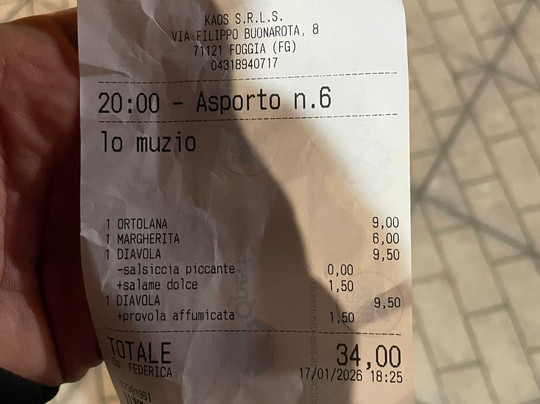 KAOS S.R.L.S.
VIA FILIPPO BUONAROTA, 8
71121 FOGGIA (FG)
04318940717
20:00 - Asporto n.6
lo muzio
1 ORTOLANA 9,00
1 MARGHERITA 6,00
1 DIAVOLA 9,50
-salsiccia piccante 0,00
+salame dolce 1,50
1 DIAVOLA 9,50
+provola affumicata 1,50
TOTALE 34,00
Op. FEDERICA 17/01/2026 18:25